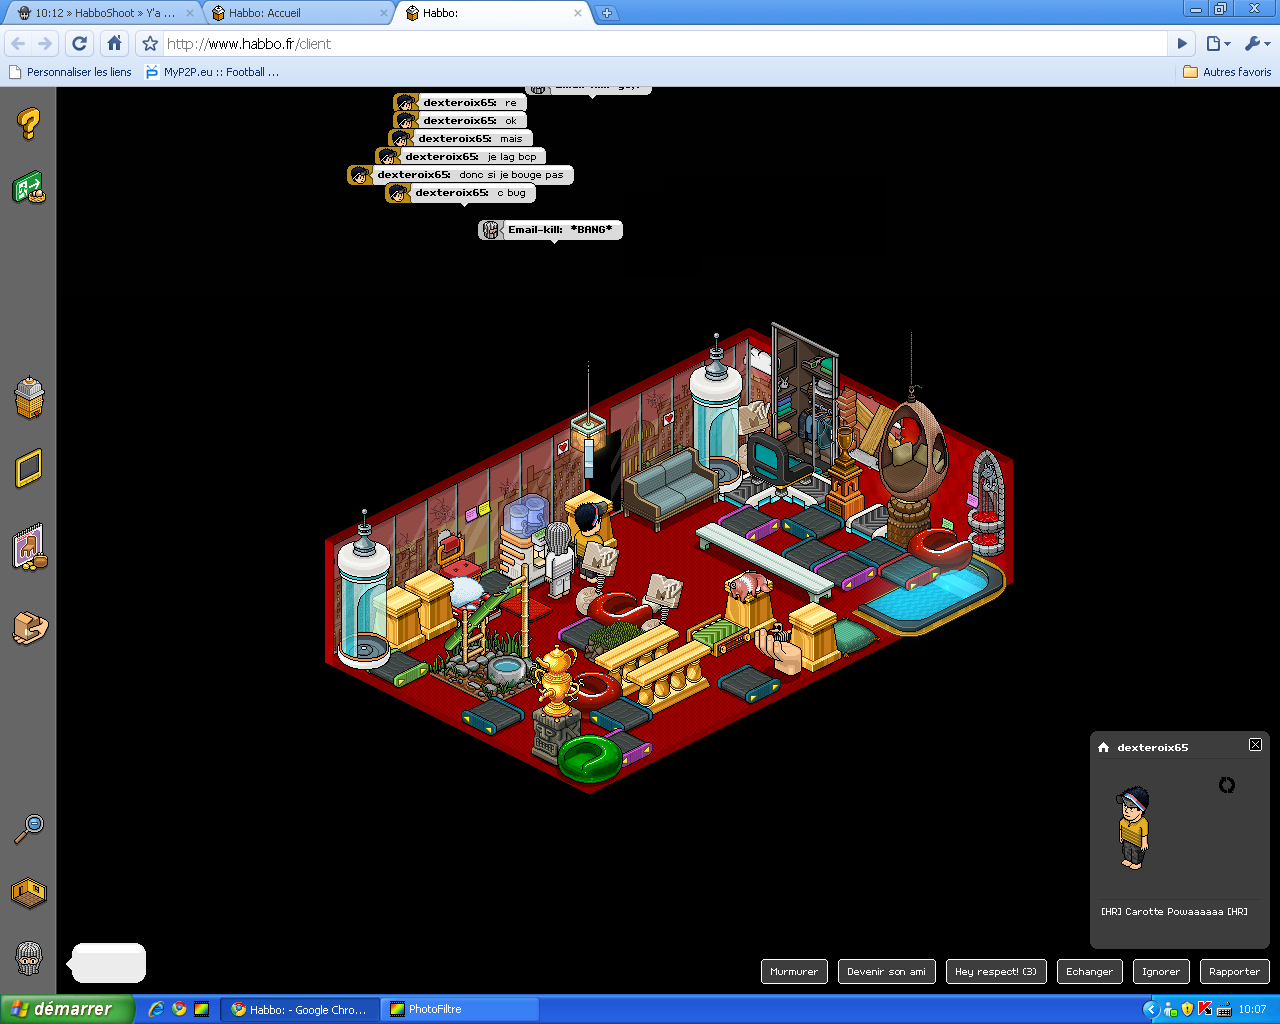 10:12 » HabboShoot » Y'a ...
Habbo: Accueil
Habbo:
http://www.habbo.fr/client
Personnaliser les liens
MyP2P.eu :: Football ...
Autres favoris
dexteroix65: re
dexteroix65: ok
dexteroix65: mais
dexteroix65: je lag bcp
dexteroix65: donc si je bouge pas
dexteroix65: c bug
Email-kill: *BANG*
MTV
MTV
MTV
dexteroix65
[HR] Carotte Powaaaaaa [HR]
Murmurer
Devenir son ami
Hey respect! (3)
Echanger
Ignorer
Rapporter
démarrer
Habbo: - Google Chro...
PhotoFiltre
10:07